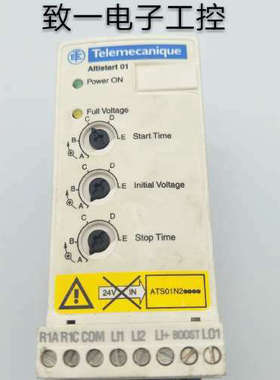 致一电子工控
Telemecanique
Altistart 01
Power ON
Full Voltage
A B C D E
Start Time
A B C D E
Initial Voltage
A B C D E
Stop Time
24V IN
ATS01N2●●●●
R1A R1C COM LI1 LI2 LI+ BOOST LO1